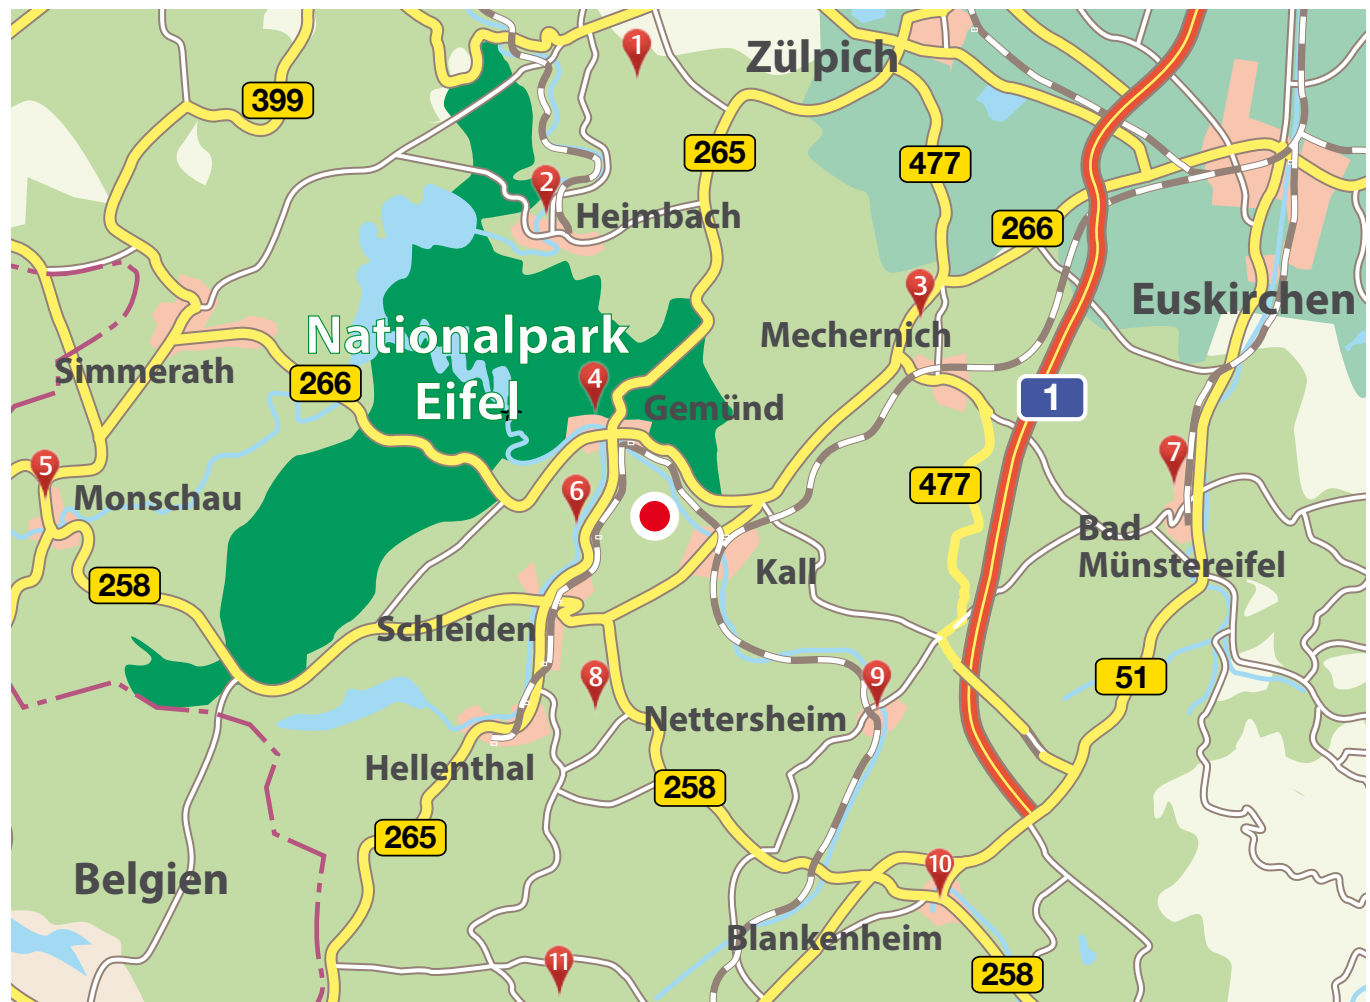 1
Zülpich
399
265
477
2
Heimbach
266
3
Euskirchen
Nationalpark
Eifel
Mechernich
Simmerath
266
4
Gemünd
1
5
Monschau
6
477
7
Bad
Münstereifel
258
Kall
Schleiden
8
9
51
Nettersheim
Hellenthal
258
265
10
Belgien
Blankenheim
11
258